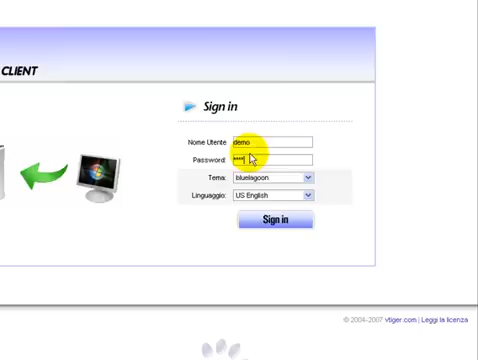 CLIENT
Sign in
Nome Utente demo
Password: ****
Tema: bluelagoon
Linguaggio: US English
Sign in
© 2004-2007 vtiger.com | Leggi la licenza